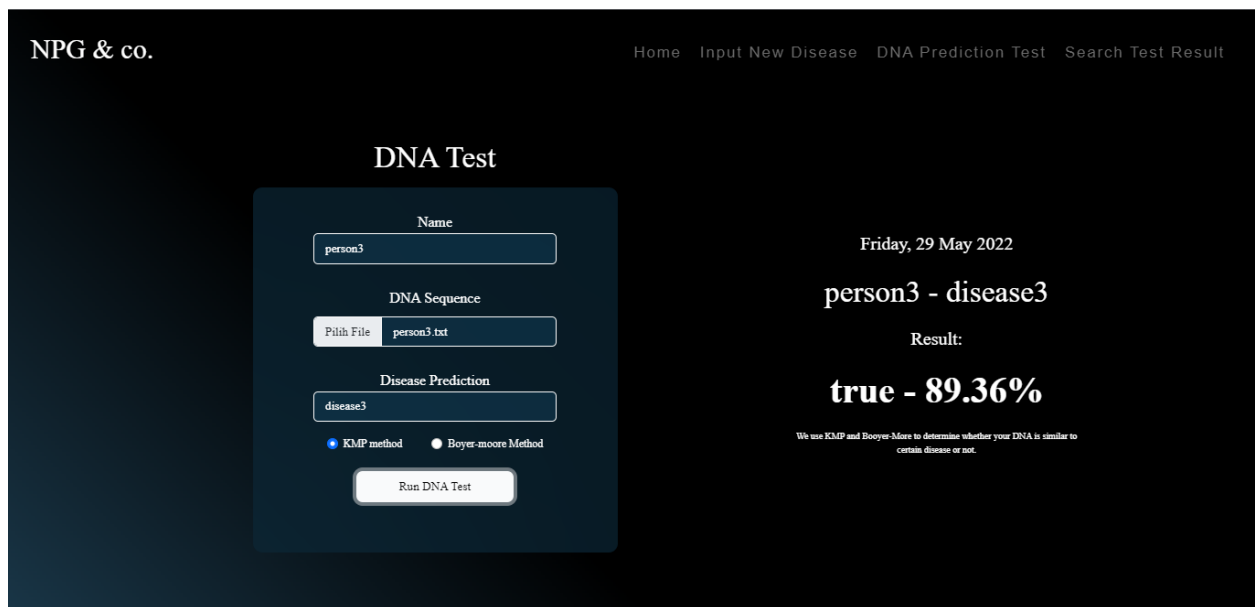 NPG & co.
Home Input New Disease DNA Prediction Test Search Test Result
DNA Test
Name
person3
DNA Sequence
Pilih File person3.txt
Disease Prediction
disease3
KMP method Boyer-moore Method
Run DNA Test
Friday, 29 May 2022
person3 - disease3
Result:
true - 89.36%
We use KMP and Booyer-More to determine whether your DNA is similar to
certain disease or not.